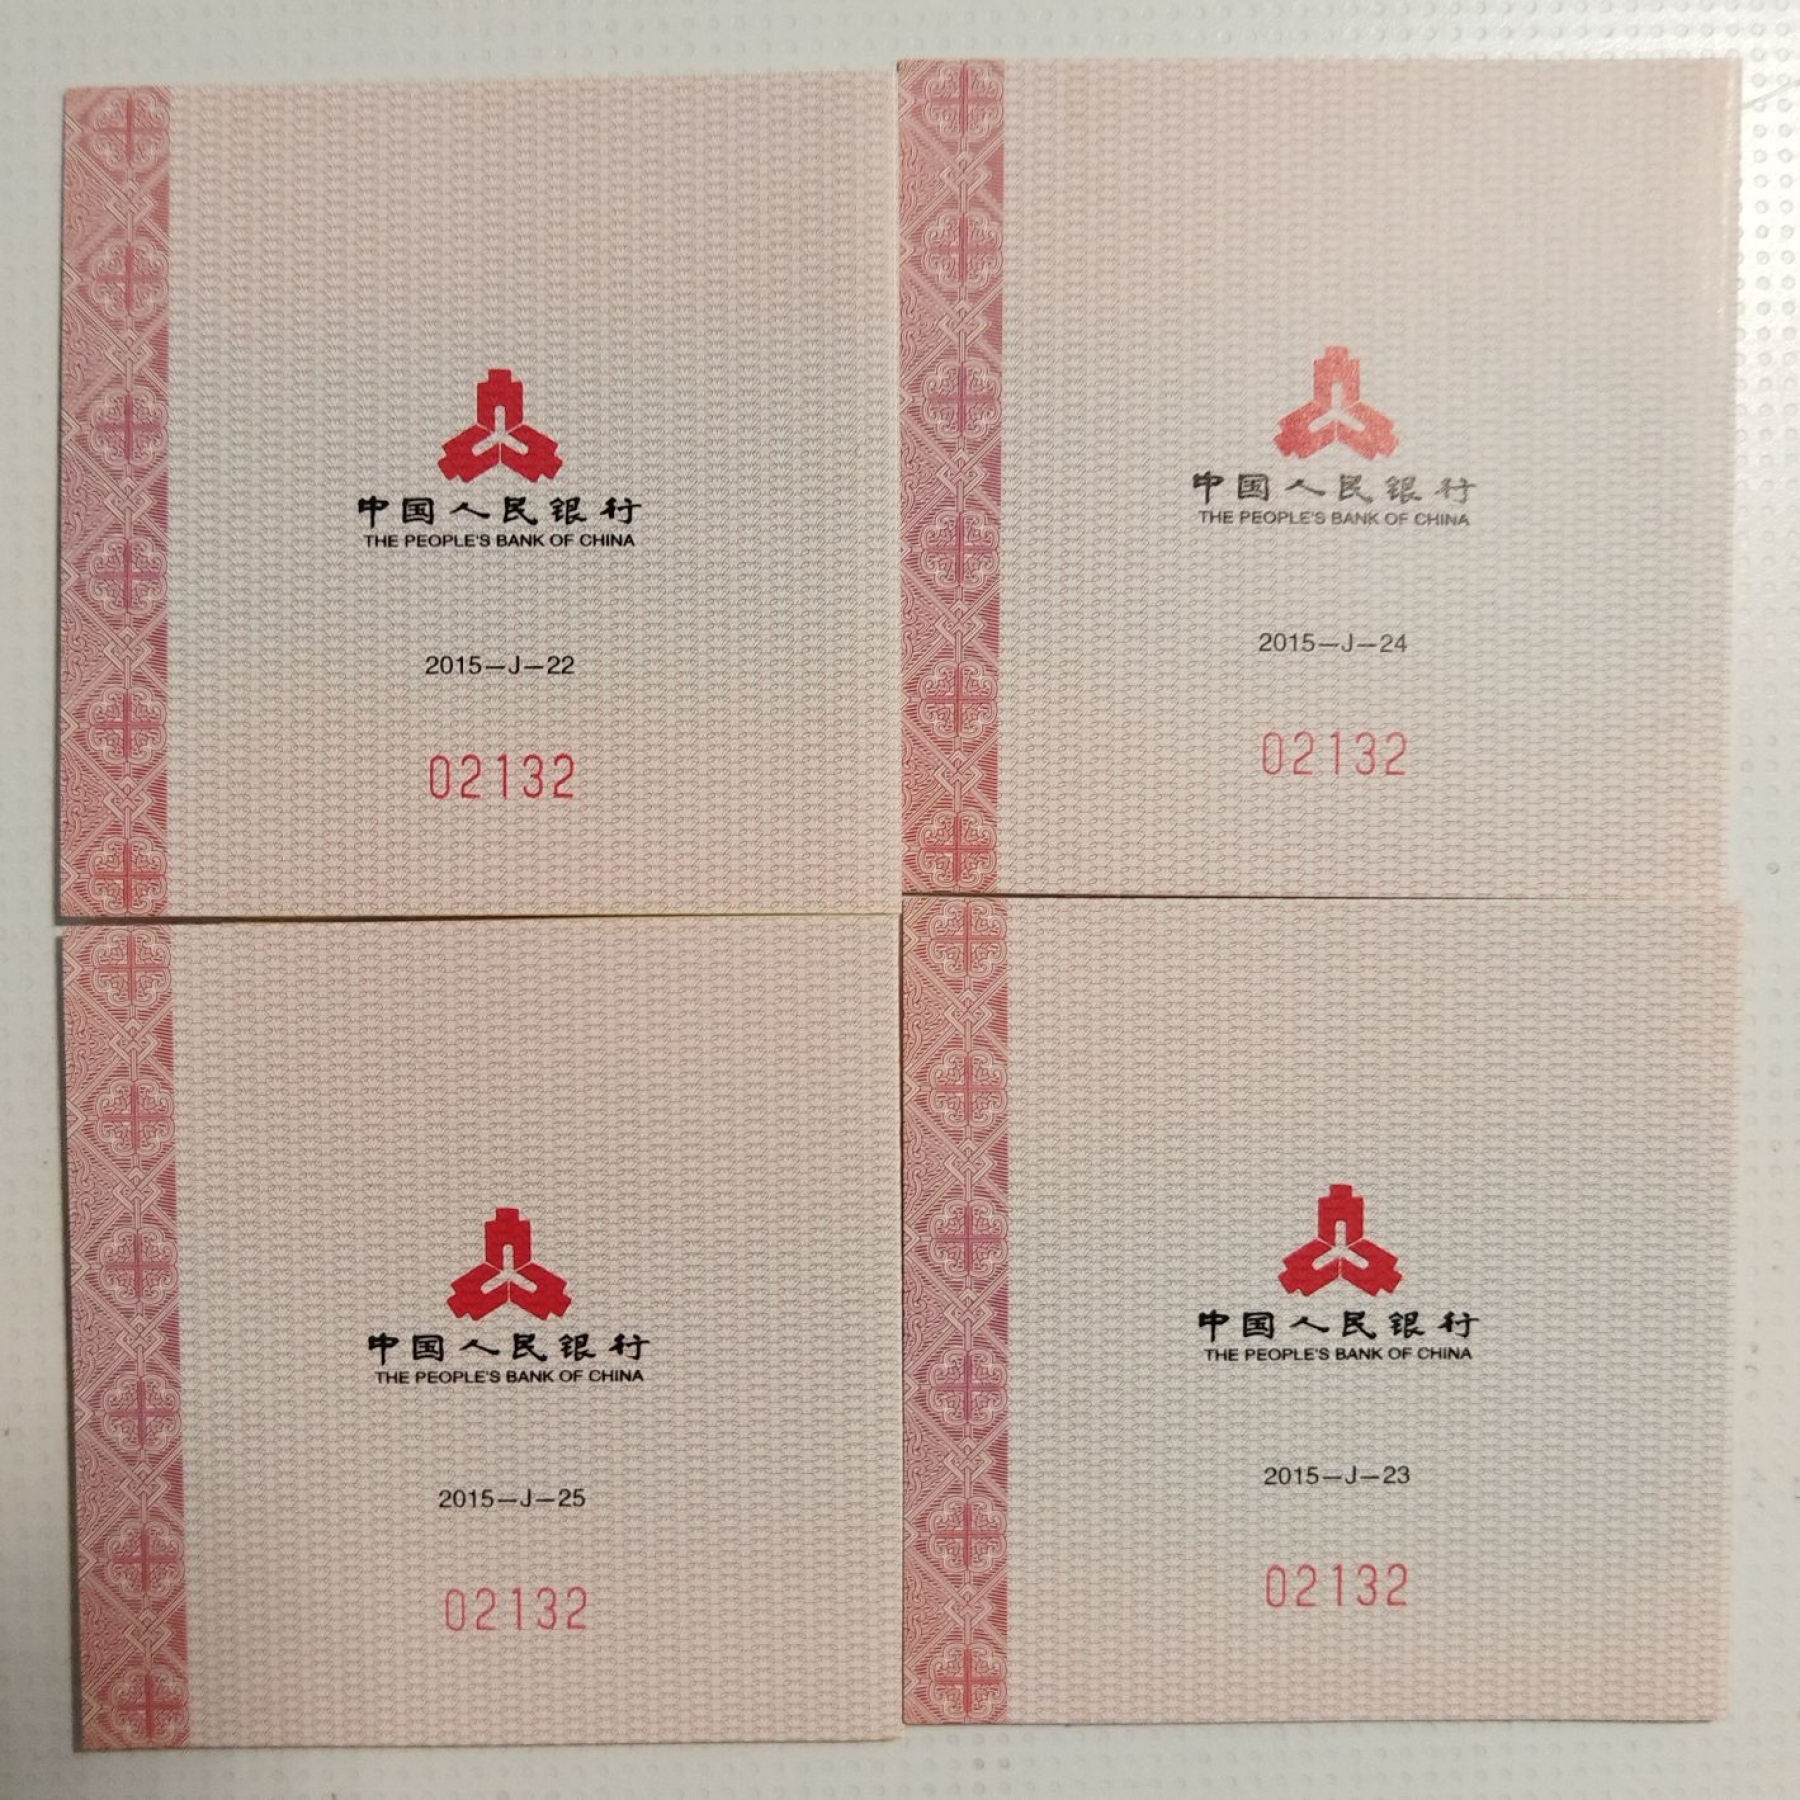 中国人民银行
THE PEOPLE'S BANK OF CHINA
2015—J—22
02132
中国人民银行
THE PEOPLE'S BANK OF CHINA
2015—J—24
02132
中国人民银行
THE PEOPLE'S BANK OF CHINA
2015—J—25
02132
中国人民银行
THE PEOPLE'S BANK OF CHINA
2015—J—23
02132